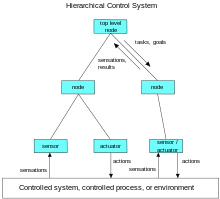 Hierarchical Control System
top level
node
tasks, goals
sensations,
results
node
node
sensor
actuator
sensor /
actuator
sensations
actions
sensations
actions
Controlled system, controlled process, or environment